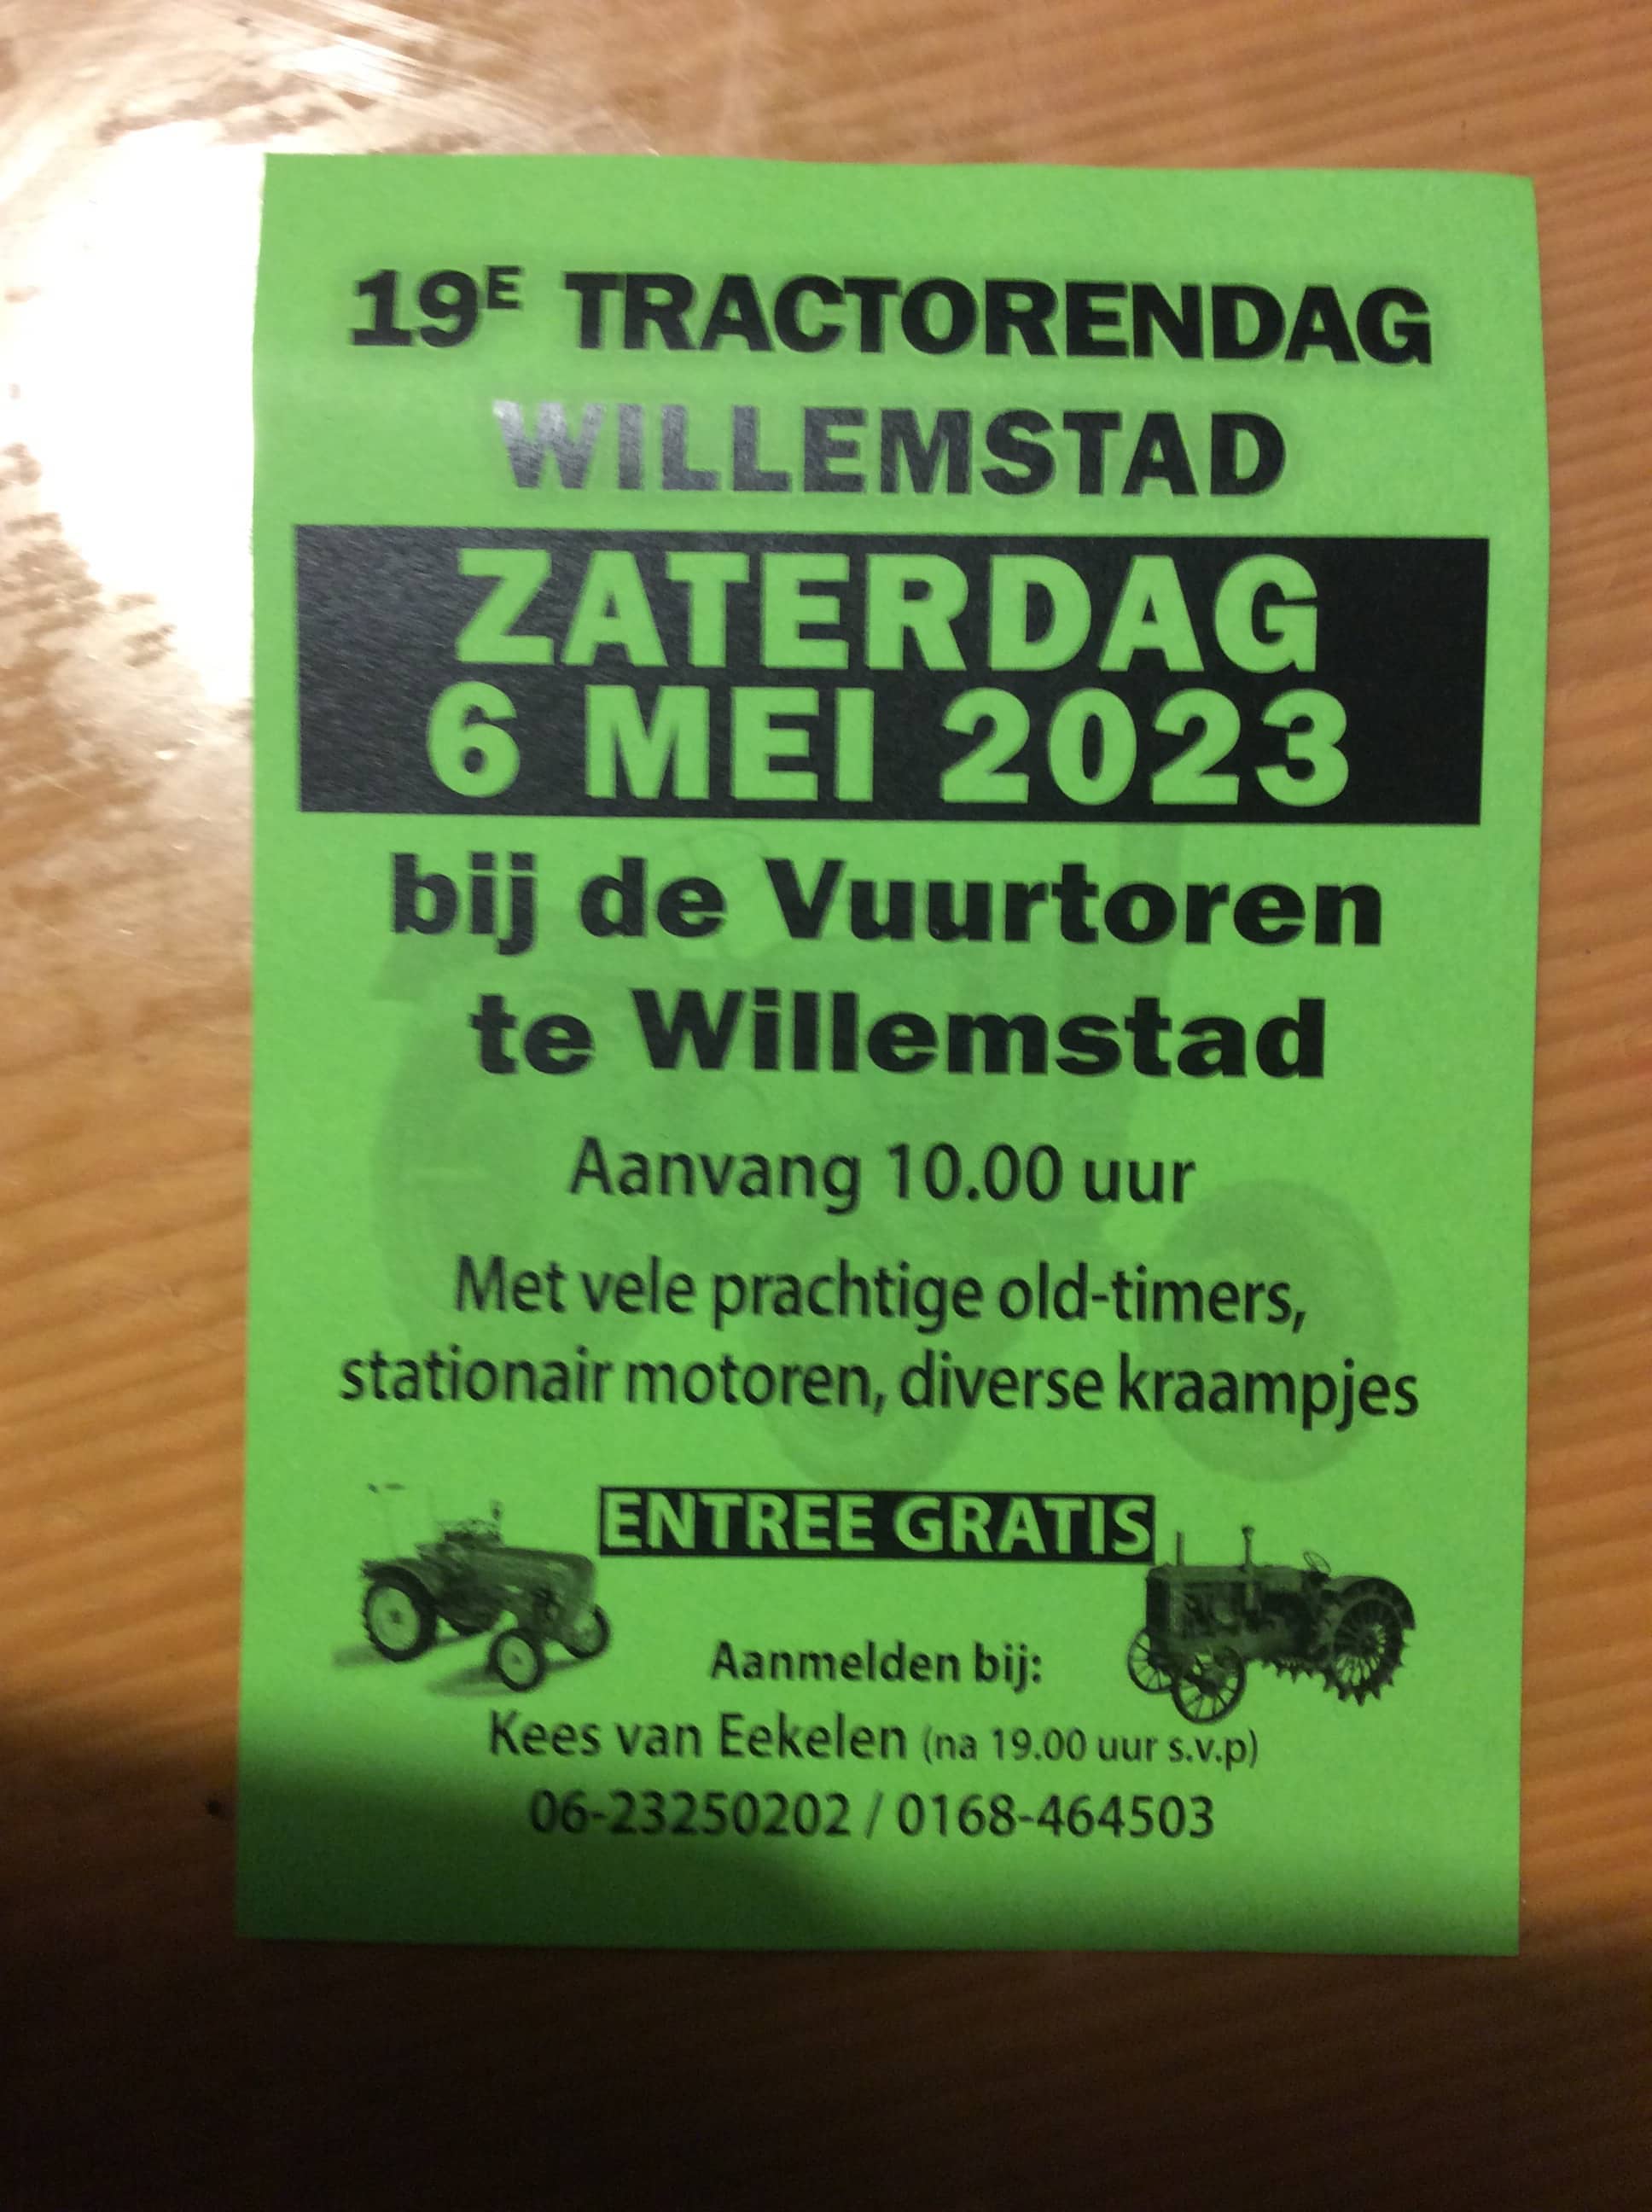 19E TRACTORENDAG
WILLEMSTAD
ZATERDAG
6 MEI 2023
bij de Vuurtoren
te Willemstad
Aanvang 10.00 uur
Met vele prachtige old-timers,
stationair motoren, diverse kraampjes
ENTREE GRATIS
Aanmelden bij:
Kees van Eekelen (na 19.00 uur s.v.p)
06-23250202 / 0168-464503